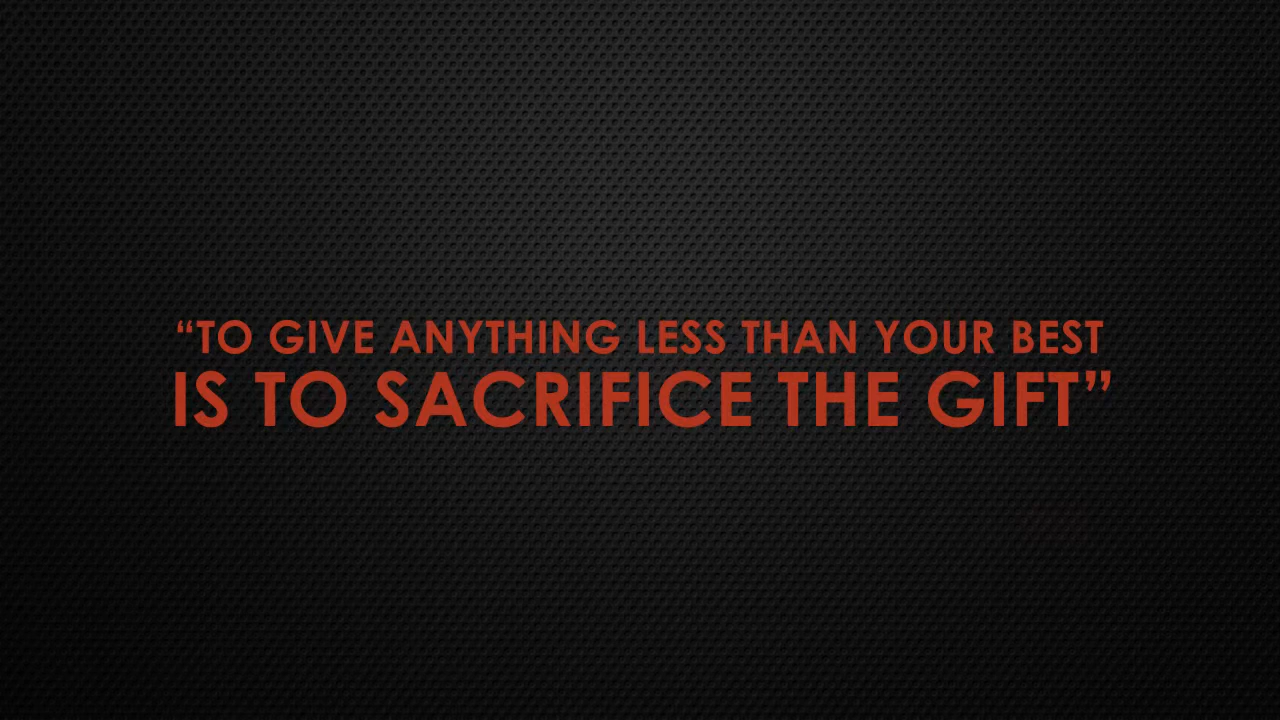 “TO GIVE ANYTHING LESS THAN YOUR BEST
IS TO SACRIFICE THE GIFT”